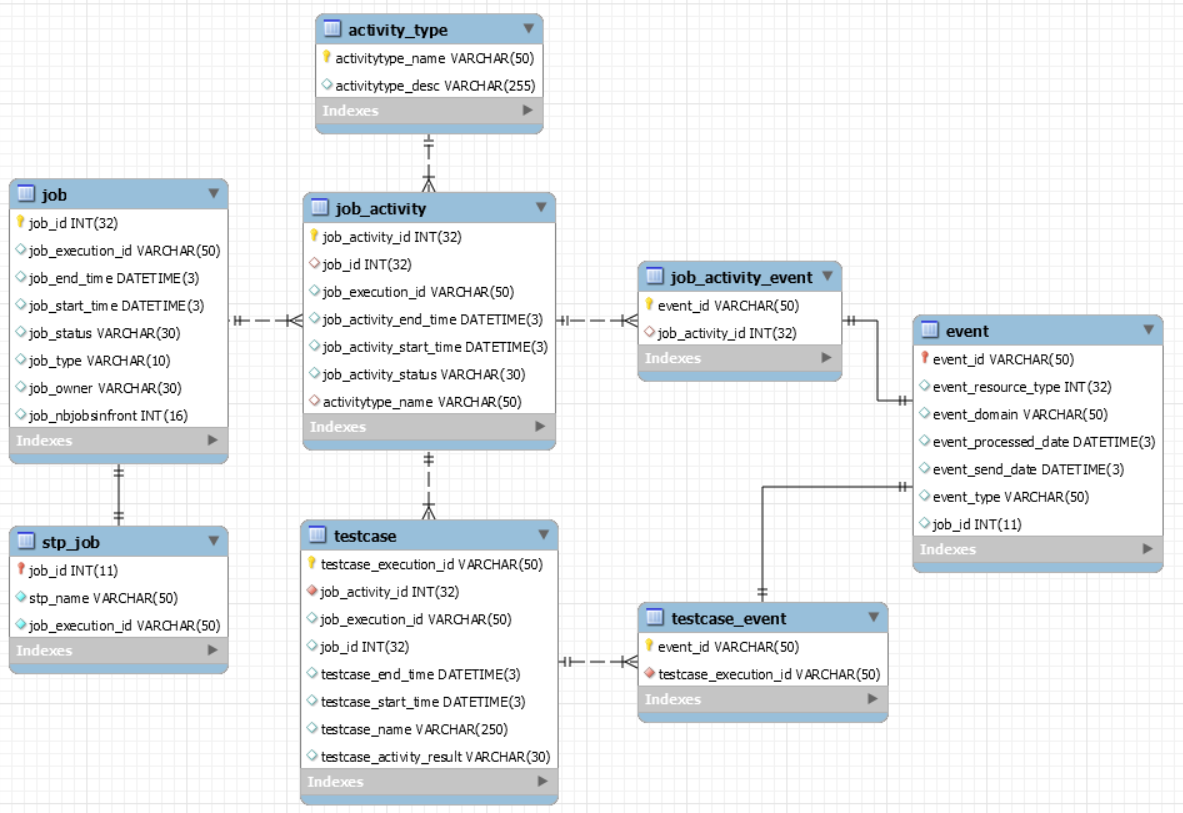 activity_type
activitytype_name VARCHAR(50)
activitytype_desc VARCHAR(255)
Indexes
job
job_id INT(32)
job_execution_id VARCHAR(50)
job_end_time DATETIME(3)
job_start_time DATETIME(3)
job_status VARCHAR(30)
job_type VARCHAR(10)
job_owner VARCHAR(30)
job_nbjobsinfront INT(16)
Indexes
job_activity
job_activity_id INT(32)
job_id INT(32)
job_execution_id VARCHAR(50)
job_activity_end_time DATETIME(3)
job_activity_start_time DATETIME(3)
job_activity_status VARCHAR(30)
activitytype_name VARCHAR(50)
Indexes
job_activity_event
event_id VARCHAR(50)
job_activity_id INT(32)
Indexes
event
event_id VARCHAR(50)
event_resource_type INT(32)
event_domain VARCHAR(50)
event_processed_date DATETIME(3)
event_send_date DATETIME(3)
event_type VARCHAR(50)
job_id INT(11)
Indexes
stp_job
job_id INT(11)
stp_name VARCHAR(50)
job_execution_id VARCHAR(50)
Indexes
testcase
testcase_execution_id VARCHAR(50)
job_activity_id INT(32)
job_execution_id VARCHAR(50)
job_id INT(32)
testcase_end_time DATETIME(3)
testcase_start_time DATETIME(3)
testcase_name VARCHAR(250)
testcase_activity_result VARCHAR(30)
Indexes
testcase_event
event_id VARCHAR(50)
testcase_execution_id VARCHAR(50)
Indexes